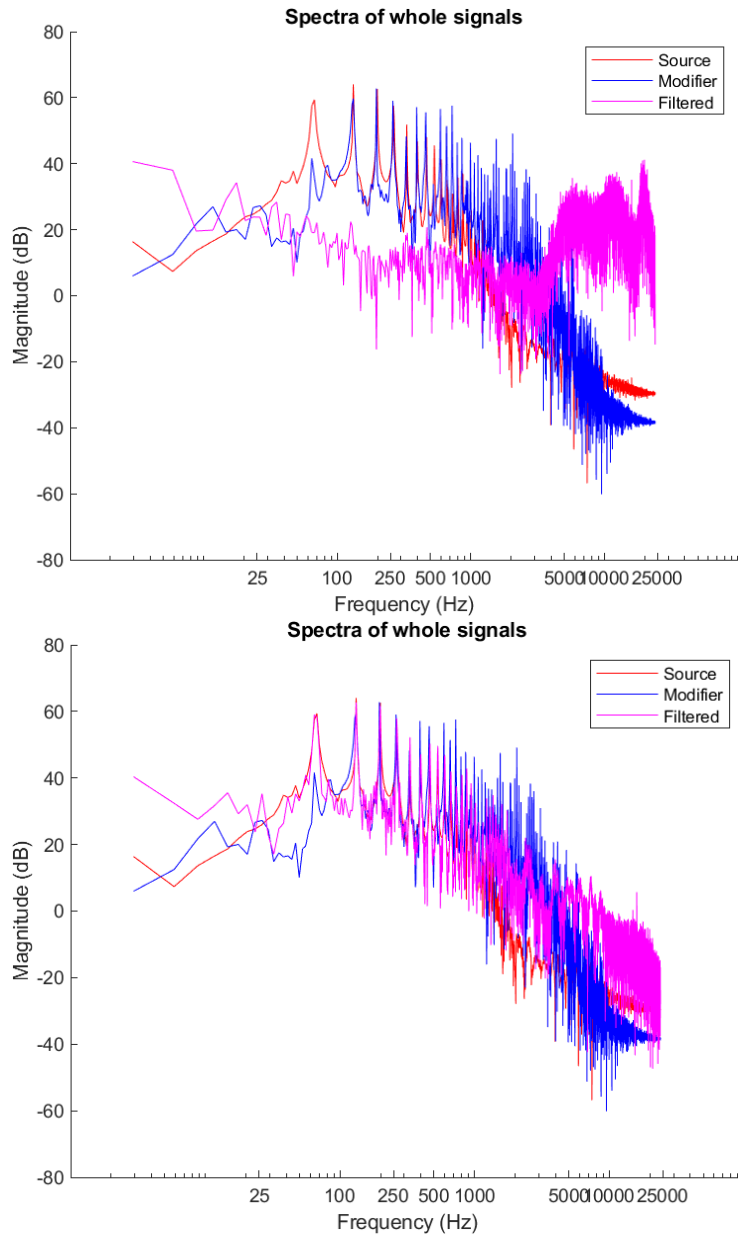 Spectra of whole signals
80
60
40
20
0
-20
-40
-60
-80
Magnitude (dB)
Source
Modifier
Filtered
25 100 250 500 1000 5000 10000 25000
Frequency (Hz)
Spectra of whole signals
80
60
40
20
0
-20
-40
-60
-80
Magnitude (dB)
Source
Modifier
Filtered
25 100 250 500 1000 5000 10000 25000
Frequency (Hz)